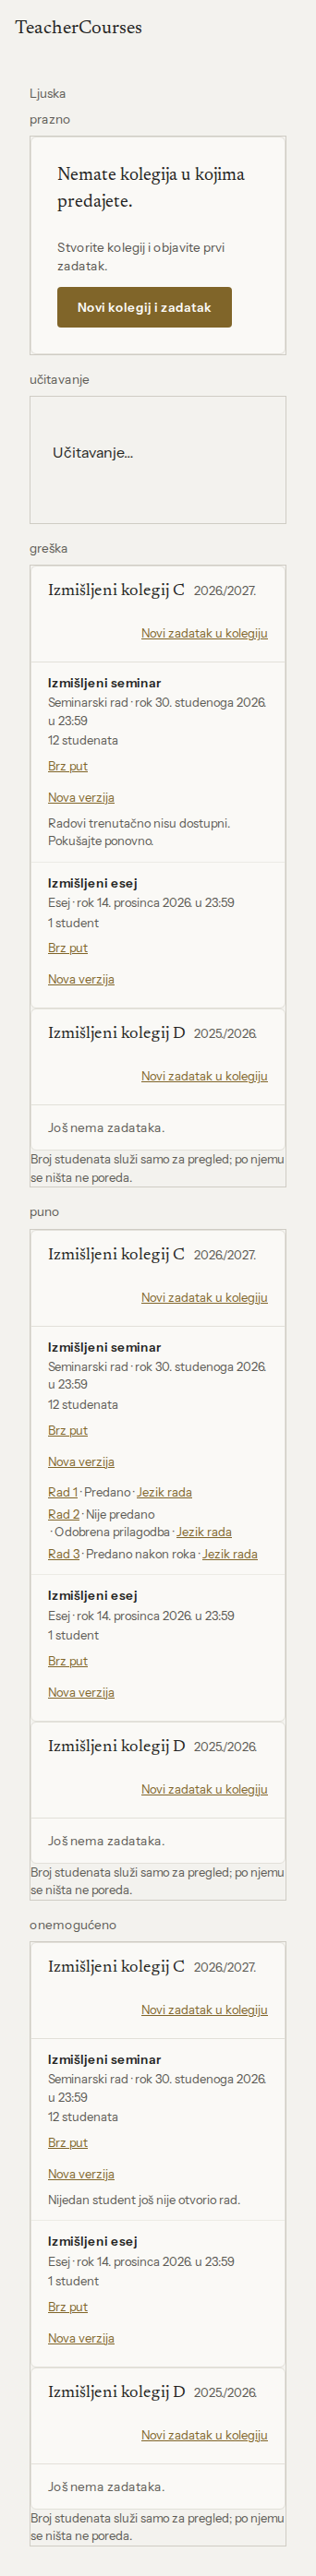 TeacherCourses
Ljuska
prazno
Nemate kolegija u kojima
predajete.
Stvorite kolegij i objavite prvi
zadatak.
Novi kolegij i zadatak
učitavanje
Učitavanje…
greška
Izmišljeni kolegij C 2026./2027.
Novi zadatak u kolegiju
Izmišljeni seminar
Seminarski rad · rok 30. studenoga 2026.
u 23:59
12 studenata
Brz put
Nova verzija
Radovi trenutačno nisu dostupni.
Pokušajte ponovno.
Izmišljeni esej
Esej · rok 14. prosinca 2026. u 23:59
1 student
Brz put
Nova verzija
Izmišljeni kolegij D 2025./2026.
Novi zadatak u kolegiju
Još nema zadataka.
Broj studenata služi samo za pregled; po njemu
se ništa ne poreda.
puno
Izmišljeni kolegij C 2026./2027.
Novi zadatak u kolegiju
Izmišljeni seminar
Seminarski rad · rok 30. studenoga 2026.
u 23:59
12 studenata
Brz put
Nova verzija
Rad 1 · Predano · Jezik rada
Rad 2 · Nije predano
· Odobrena prilagodba · Jezik rada
Rad 3 · Predano nakon roka · Jezik rada
Izmišljeni esej
Esej · rok 14. prosinca 2026. u 23:59
1 student
Brz put
Nova verzija
Izmišljeni kolegij D 2025./2026.
Novi zadatak u kolegiju
Još nema zadataka.
Broj studenata služi samo za pregled; po njemu
se ništa ne poreda.
onemogućeno
Izmišljeni kolegij C 2026./2027.
Novi zadatak u kolegiju
Izmišljeni seminar
Seminarski rad · rok 30. studenoga 2026.
u 23:59
12 studenata
Brz put
Nova verzija
Nijedan student još nije otvorio rad.
Izmišljeni esej
Esej · rok 14. prosinca 2026. u 23:59
1 student
Brz put
Nova verzija
Izmišljeni kolegij D 2025./2026.
Novi zadatak u kolegiju
Još nema zadataka.
Broj studenata služi samo za pregled; po njemu
se ništa ne poreda.